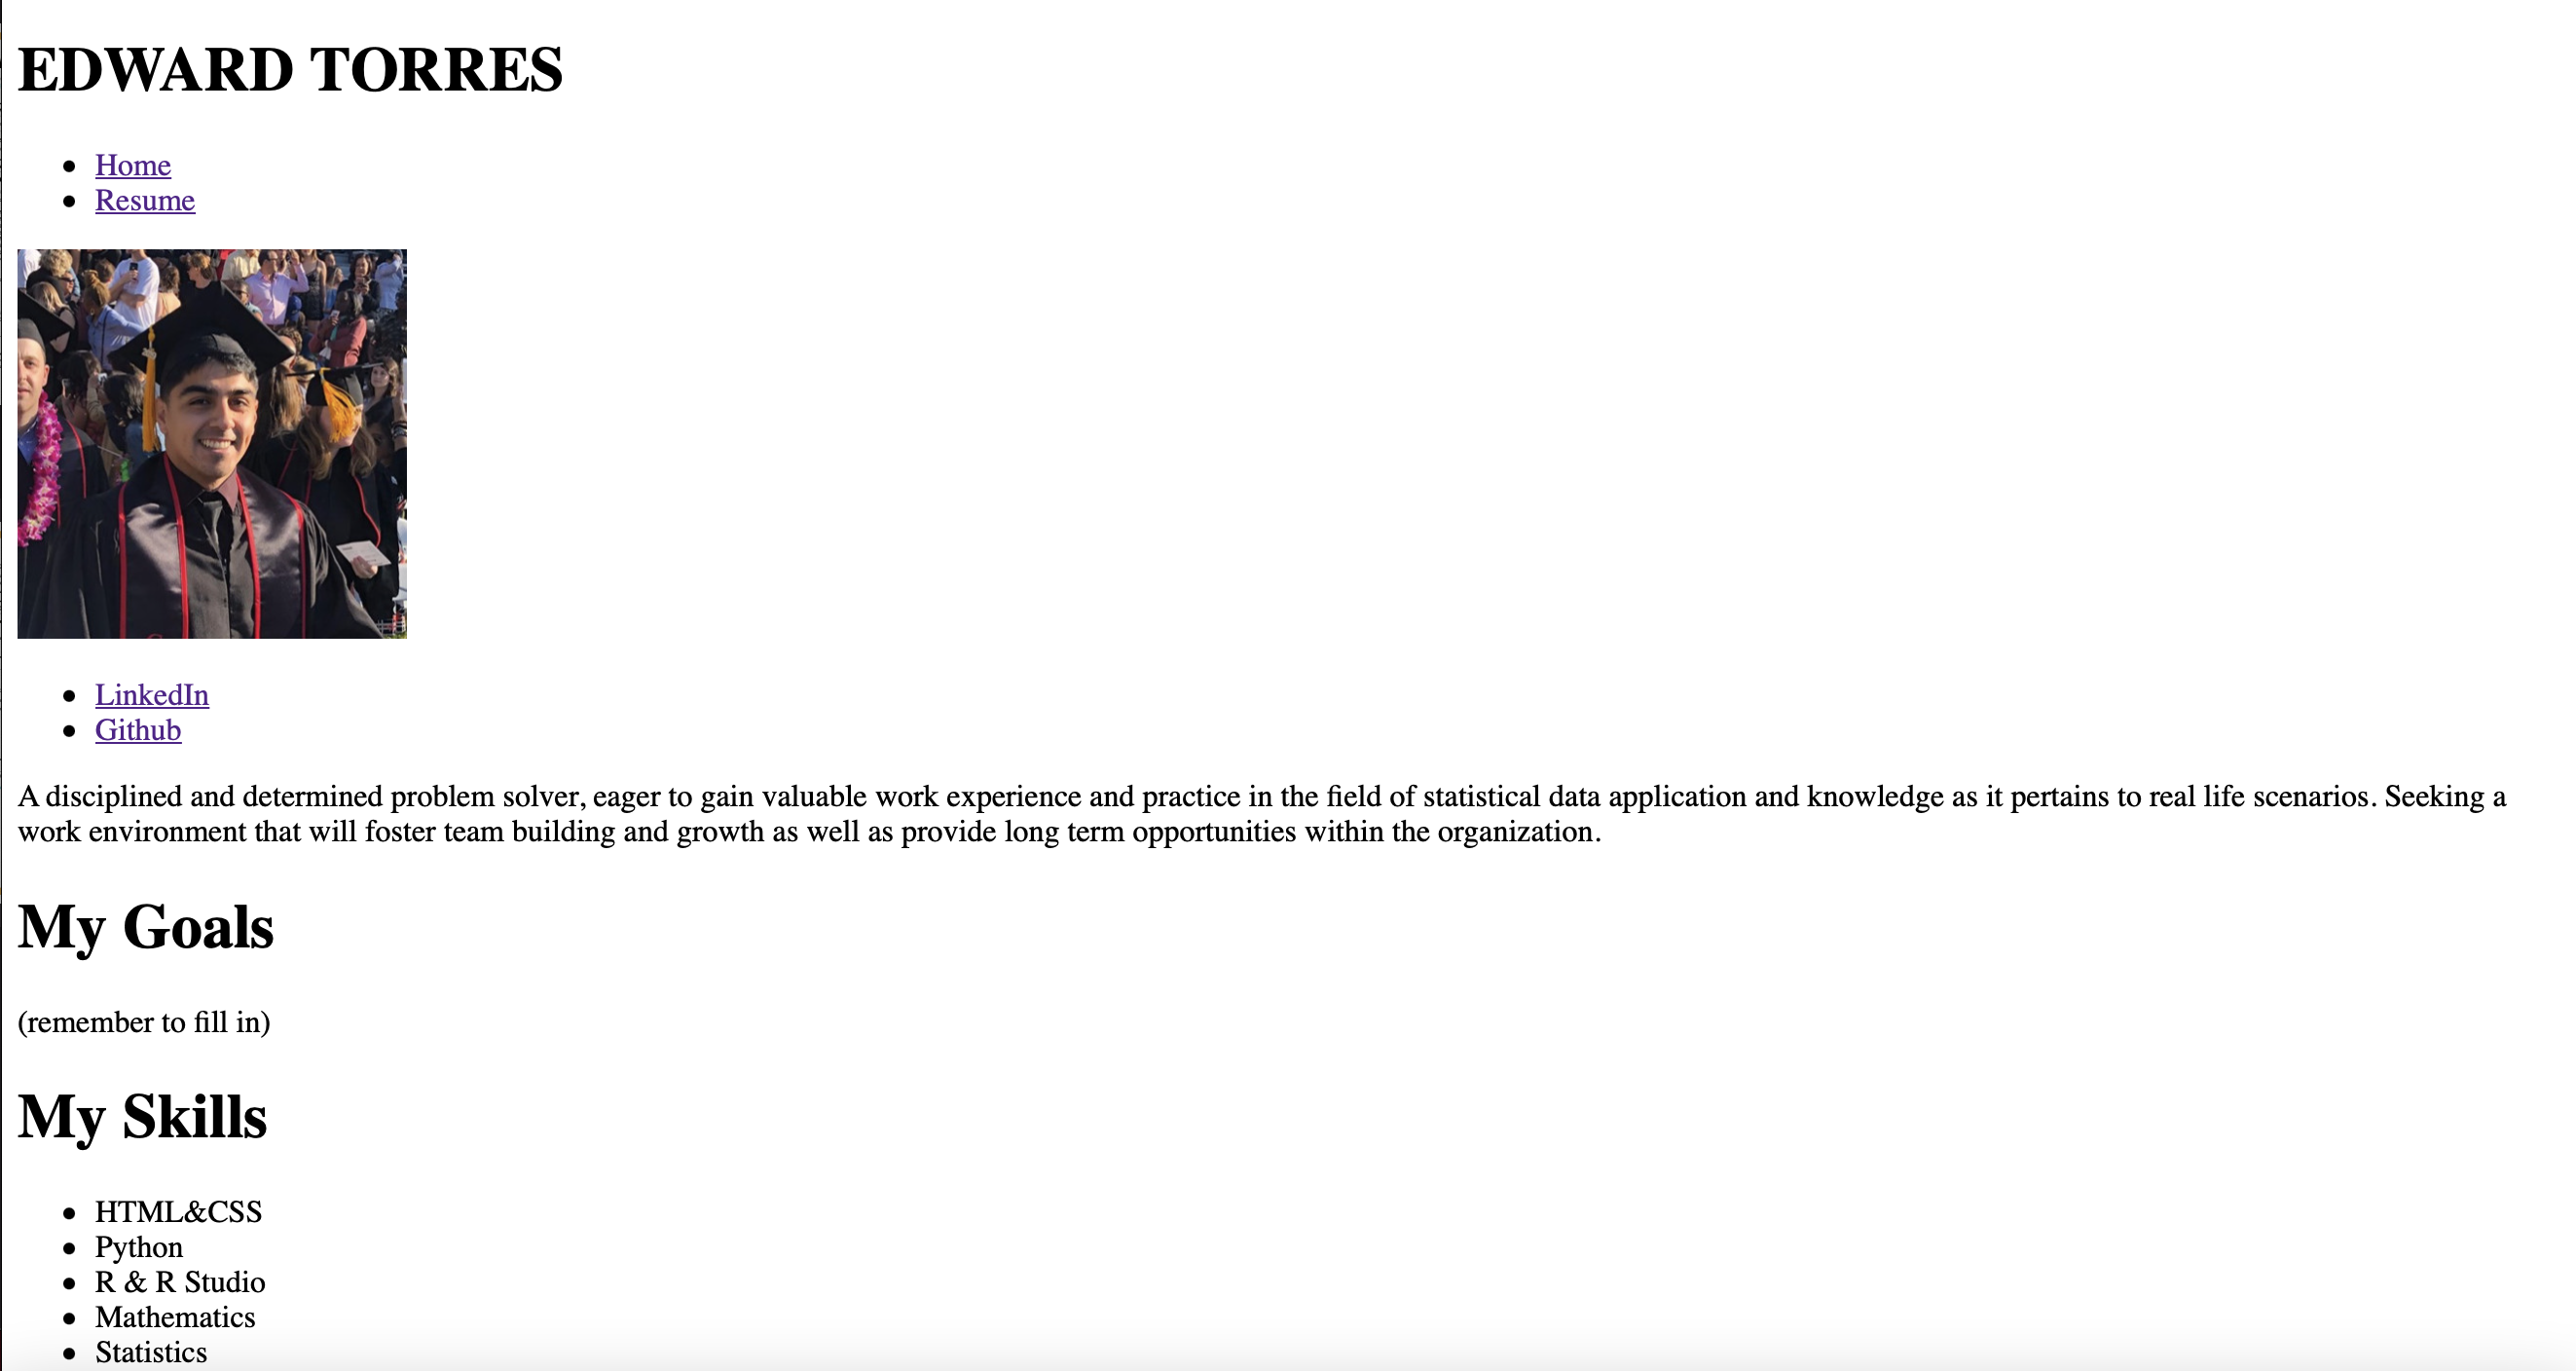 EDWARD TORRES
Home
Resume
LinkedIn
Github
A disciplined and determined problem solver, eager to gain valuable work experience and practice in the field of statistical data application and knowledge as it pertains to real life scenarios. Seeking a
work environment that will foster team building and growth as well as provide long term opportunities within the organization.
My Goals
(remember to fill in)
My Skills
HTML&CSS
Python
R & R Studio
Mathematics
Statistics